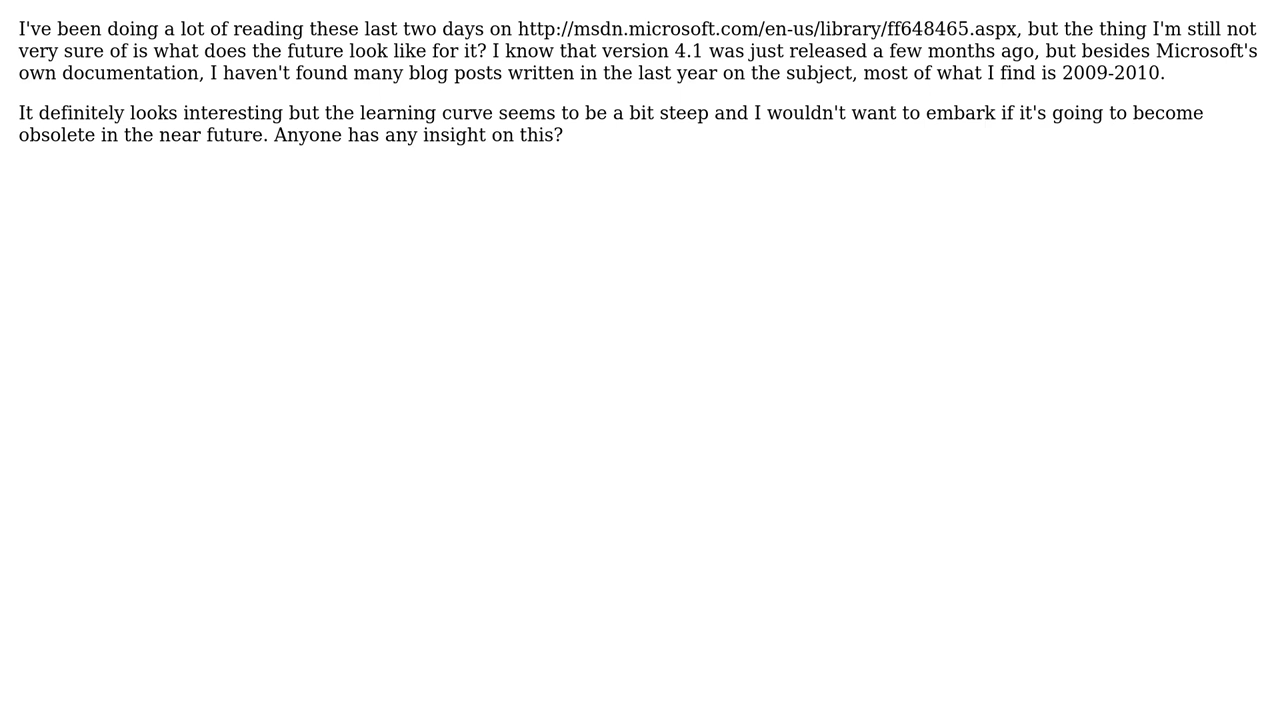 I've been doing a lot of reading these last two days on http://msdn.microsoft.com/en-us/library/ff648465.aspx, but the thing I'm still not
very sure of is what does the future look like for it? I know that version 4.1 was just released a few months ago, but besides Microsoft's
own documentation, I haven't found many blog posts written in the last year on the subject, most of what I find is 2009-2010.
It definitely looks interesting but the learning curve seems to be a bit steep and I wouldn't want to embark if it's going to become
obsolete in the near future. Anyone has any insight on this?